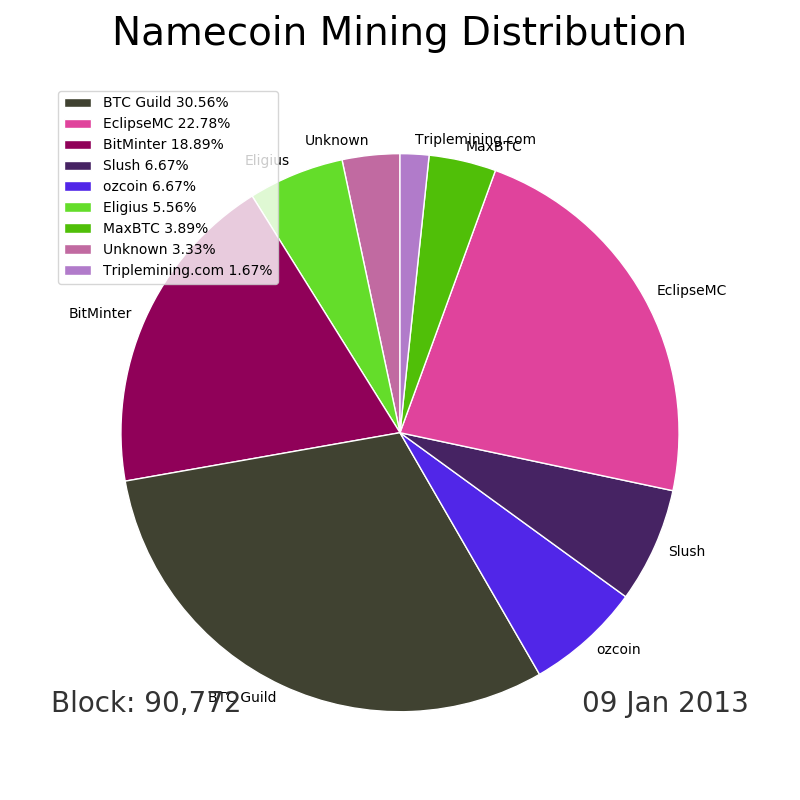 Namecoin Mining Distribution
BTC Guild 30.56%
EclipseMC 22.78%
BitMinter 18.89%
Slush 6.67%
ozcoin 6.67%
Eligius 5.56%
MaxBTC 3.89%
Unknown 3.33%
Triplemining.com 1.67%
Triplemining.com
MaxBTC
Unknown
Eligius
EclipseMC
BitMinter
Slush
ozcoin
BTC Guild
Block: 90,772
09 Jan 2013